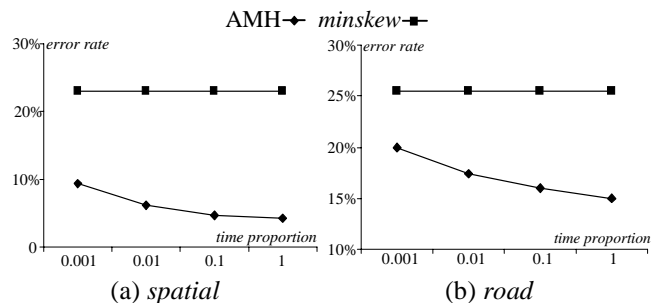 AMH minskew
30% error rate
20%
10%
0
time proportion
0.001 0.01 0.1 1
(a) spatial
30% error rate
25%
20%
15%
10%
time proportion
0.001 0.01 0.1 1
(b) road